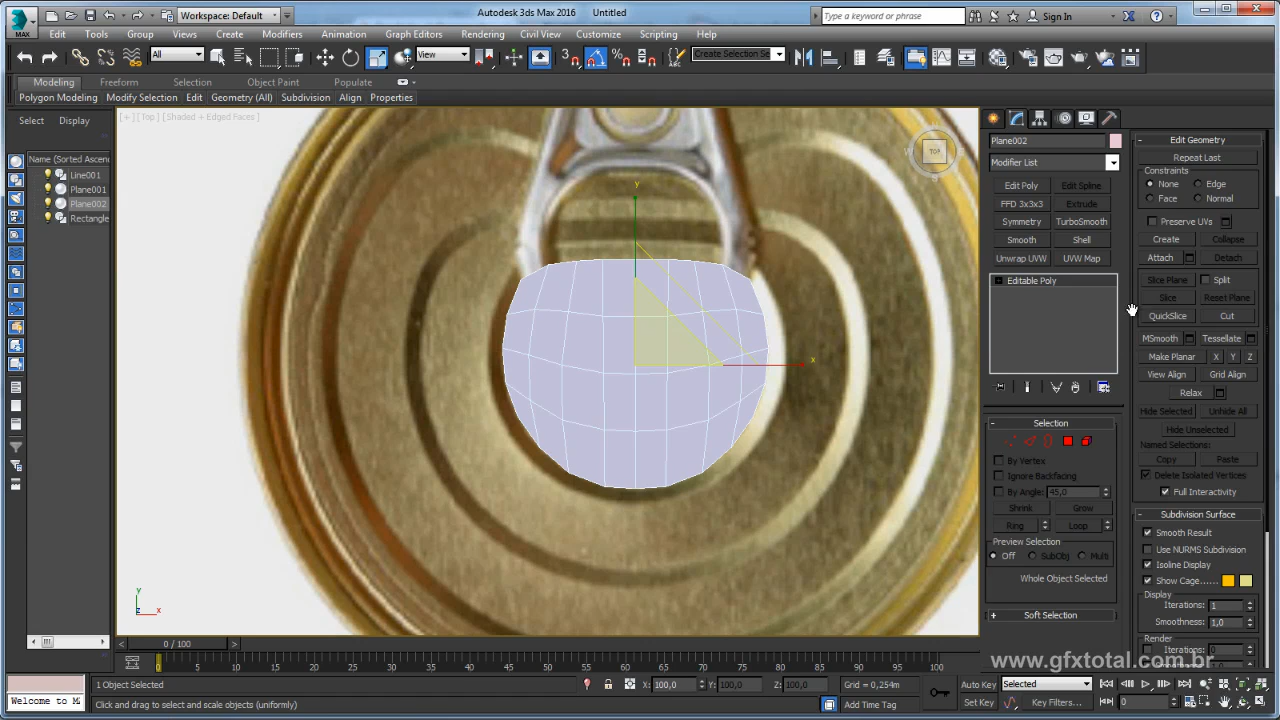 Autodesk 3ds Max 2016 Untitled
Workspace: Default
Type a keyword or phrase
Sign In
MAX
Edit Tools Group Views Create Modifiers Animation Graph Editors Rendering Civil View Customize Scripting Help
All
View
Create Selection Se
Modeling Freeform Selection Object Paint Populate
Polygon Modeling Modify Selection Edit Geometry (All) Subdivision Align Properties
Select Display
Name (Sorted Ascen
Line001
Plane001
Plane002
Rectangle
[+] [Top] [Shaded + Edged Faces]
TOP
y
x
y
z x
Plane002
Modifier List
Edit Poly Edit Spline
FFD 3x3x3 Extrude
Symmetry TurboSmooth
Smooth Shell
Unwrap UVW UVW Map
Editable Poly
- Selection
By Vertex
Ignore Backfacing
By Angle: 45,0
Shrink Grow
Ring Loop
Preview Selection
Off SubObj Multi
Whole Object Selected
+ Soft Selection
- Edit Geometry
Repeat Last
Constraints
None Edge
Face Normal
Preserve UVs
Create Collapse
Attach Detach
Slice Plane Split
Slice Reset Plane
QuickSlice Cut
MSmooth Tessellate
Make Planar X Y Z
View Align Grid Align
Relax
Hide Selected Unhide All
Hide Unselected
Named Selections:
Copy Paste
Delete Isolated Vertices
Full Interactivity
- Subdivision Surface
Smooth Result
Use NURMS Subdivision
Isoline Display
Show Cage......
Display
Iterations: 1
Smoothness: 1,0
Render
Iterations: 0
www.gfxtotal.com.br
< 0 / 100 >
0 5 10 15 20 25 30 35 40 45 50 55 60 65 70 75 80 85 90 95 100
1 Object Selected
X: 100,0 Y: 100,0 Z: 100,0
Grid = 0,254m
Auto Key Selected
Welcome to MA
Click and drag to select and scale objects (uniformly)
Add Time Tag
Set Key Key Filters...
0